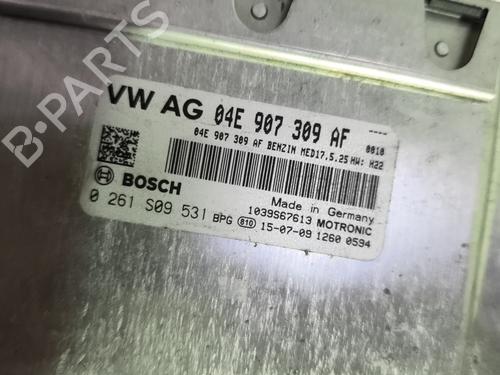 B-PARTS
VW AG 04E 907 309 AF ----
04E 907 309 AF BENZIN MED17.5.25 HW: H22 0010
BOSCH
Made in Germany
0 261 S09 531 BPG 810 1039S67613 MOTRONIC
15-07-09 1260 0594